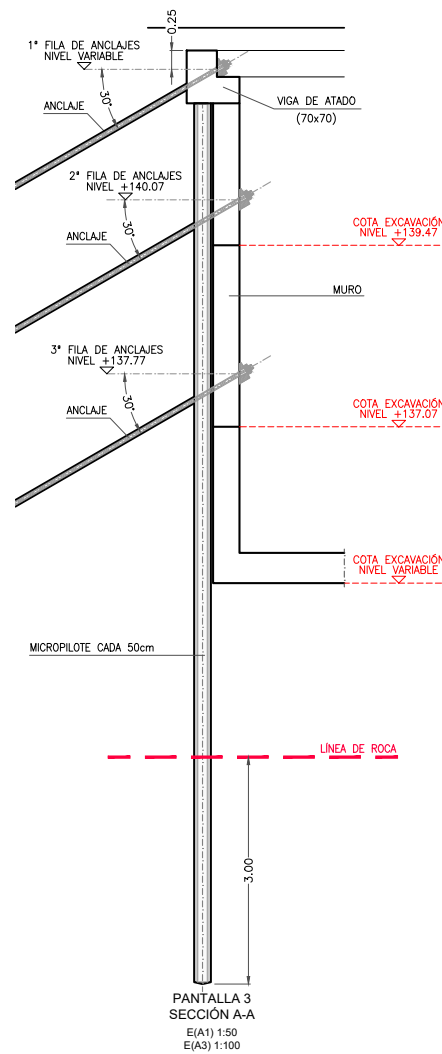 0.25
1ª FILA DE ANCLAJES
NIVEL VARIABLE
30°
ANCLAJE
VIGA DE ATADO
(70x70)
2ª FILA DE ANCLAJES
NIVEL +140.07
30°
ANCLAJE
COTA EXCAVACIÓN
NIVEL +139.47
MURO
3ª FILA DE ANCLAJES
NIVEL +137.77
30°
ANCLAJE
COTA EXCAVACIÓN
NIVEL +137.07
COTA EXCAVACIÓN
NIVEL VARIABLE
MICROPILOTE CADA 50cm
LÍNEA DE ROCA
3.00
PANTALLA 3
SECCIÓN A-A
E(A1) 1:50
E(A3) 1:100